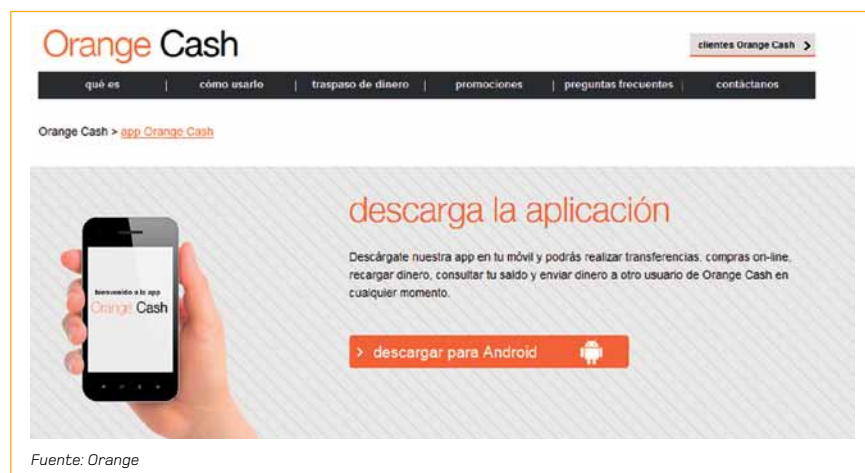 Orange Cash
clientes Orange Cash >
qué es | cómo usarlo | traspaso de dinero | promociones | preguntas frecuentes | contáctanos
Orange Cash > app Orange Cash
descarga la aplicación
Descárgate nuestra app en tu móvil y podrás realizar transferencias, compras on-line,
recargar dinero, consultar tu saldo y enviar dinero a otro usuario de Orange Cash en
cualquier momento.
bienvenido a la app
Orange Cash
> descargar para Android
Fuente: Orange